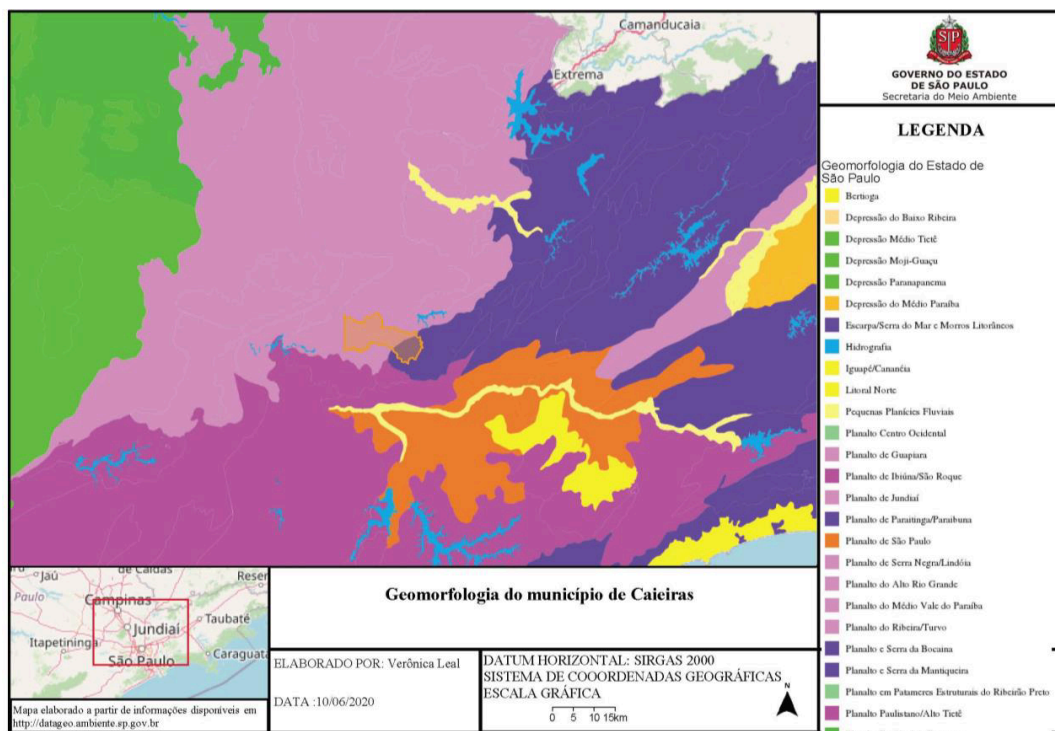 Camanducaia
Extrema
GOVERNO DO ESTADO
DE SÃO PAULO
Secretaria do Meio Ambiente
LEGENDA
Geomorfologia do Estado de
São Paulo
Bertioga
Depressão do Baixo Ribeira
Depressão Médio Tietê
Depressão Moji-Guaçu
Depressão Paranapanema
Depressão do Médio Paraíba
Escarpa/Serra do Mar e Morros Litorâneos
Hidrografia
Iguapé/Cananéia
Litoral Norte
Pequenas Planícies Fluviais
Planalto Centro Ocidental
Planalto de Guapiara
Planalto de Ibiúna/São Roque
Planalto de Jundiaí
Planalto de Paraitinga/Paraibuna
Planalto de São Paulo
Planalto de Serra Negra/Lindóia
Planalto do Alto Rio Grande
Planalto do Médio Vale do Paraíba
Planalto do Ribeira/Turvo
Planalto e Serra da Bocaina
Planalto e Serra da Mantiqueira
Planalto em Patamares Estruturais do Ribeirão Preto
Planalto Paulistano/Alto Tietê
Jaú
de Caldas
Resen
Paulo
Campinas
Taubaté
Jundiaí
Itapetininga
São Paulo
Caraguata
Mapa elaborado a partir de informações disponíveis em
http://datageo.ambiente.sp.gov.br
Geomorfologia do município de Caieiras
ELABORADO POR: Verônica Leal
DATA :10/06/2020
DATUM HORIZONTAL: SIRGAS 2000
SISTEMA DE COOORDENADAS GEOGRÁFICAS
ESCALA GRÁFICA
0 5 10 15km
N